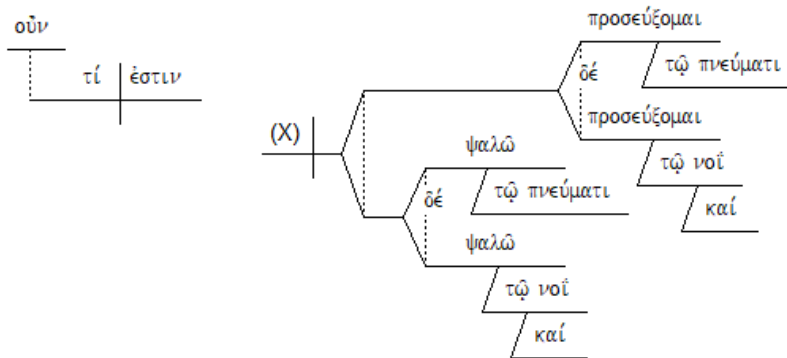 οὖν
τί ἐστιν
(X)
προσεύξομαι
τῷ πνεύματι
δέ
προσεύξομαι
τῷ νοΐ
καί
ψαλῶ
τῷ πνεύματι
δέ
ψαλῶ
τῷ νοΐ
καί